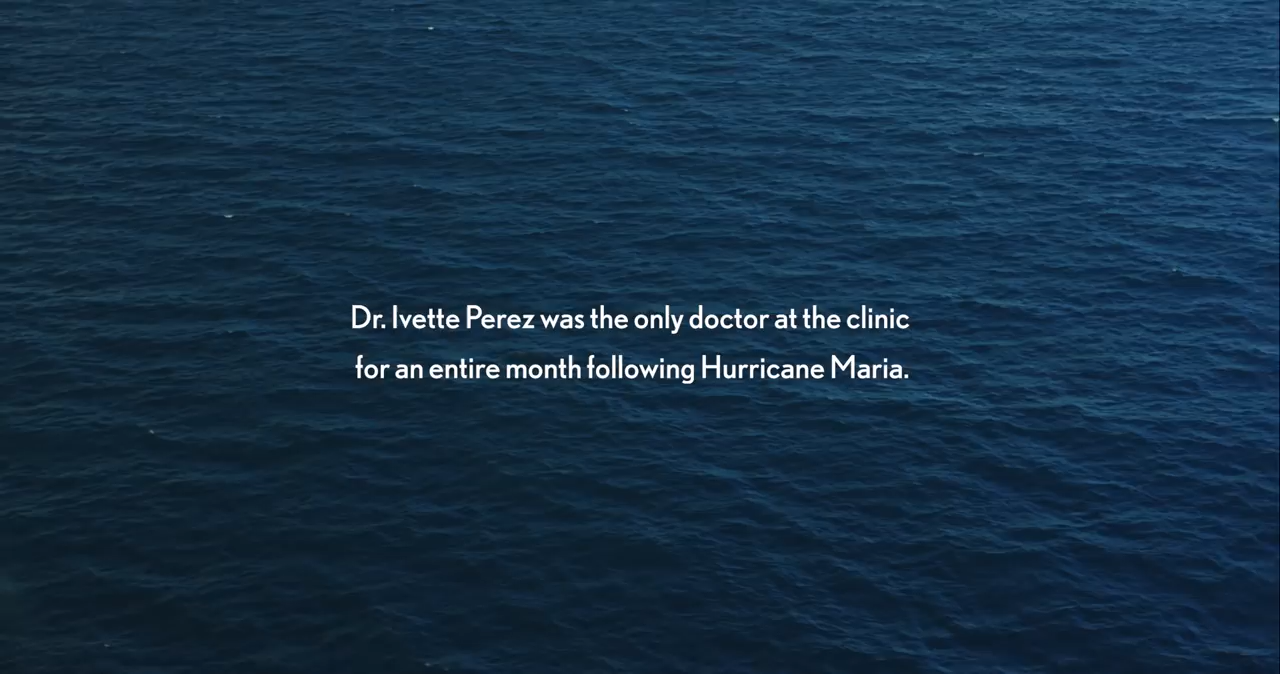 Dr. Ivette Perez was the only doctor at the clinic
for an entire month following Hurricane Maria.